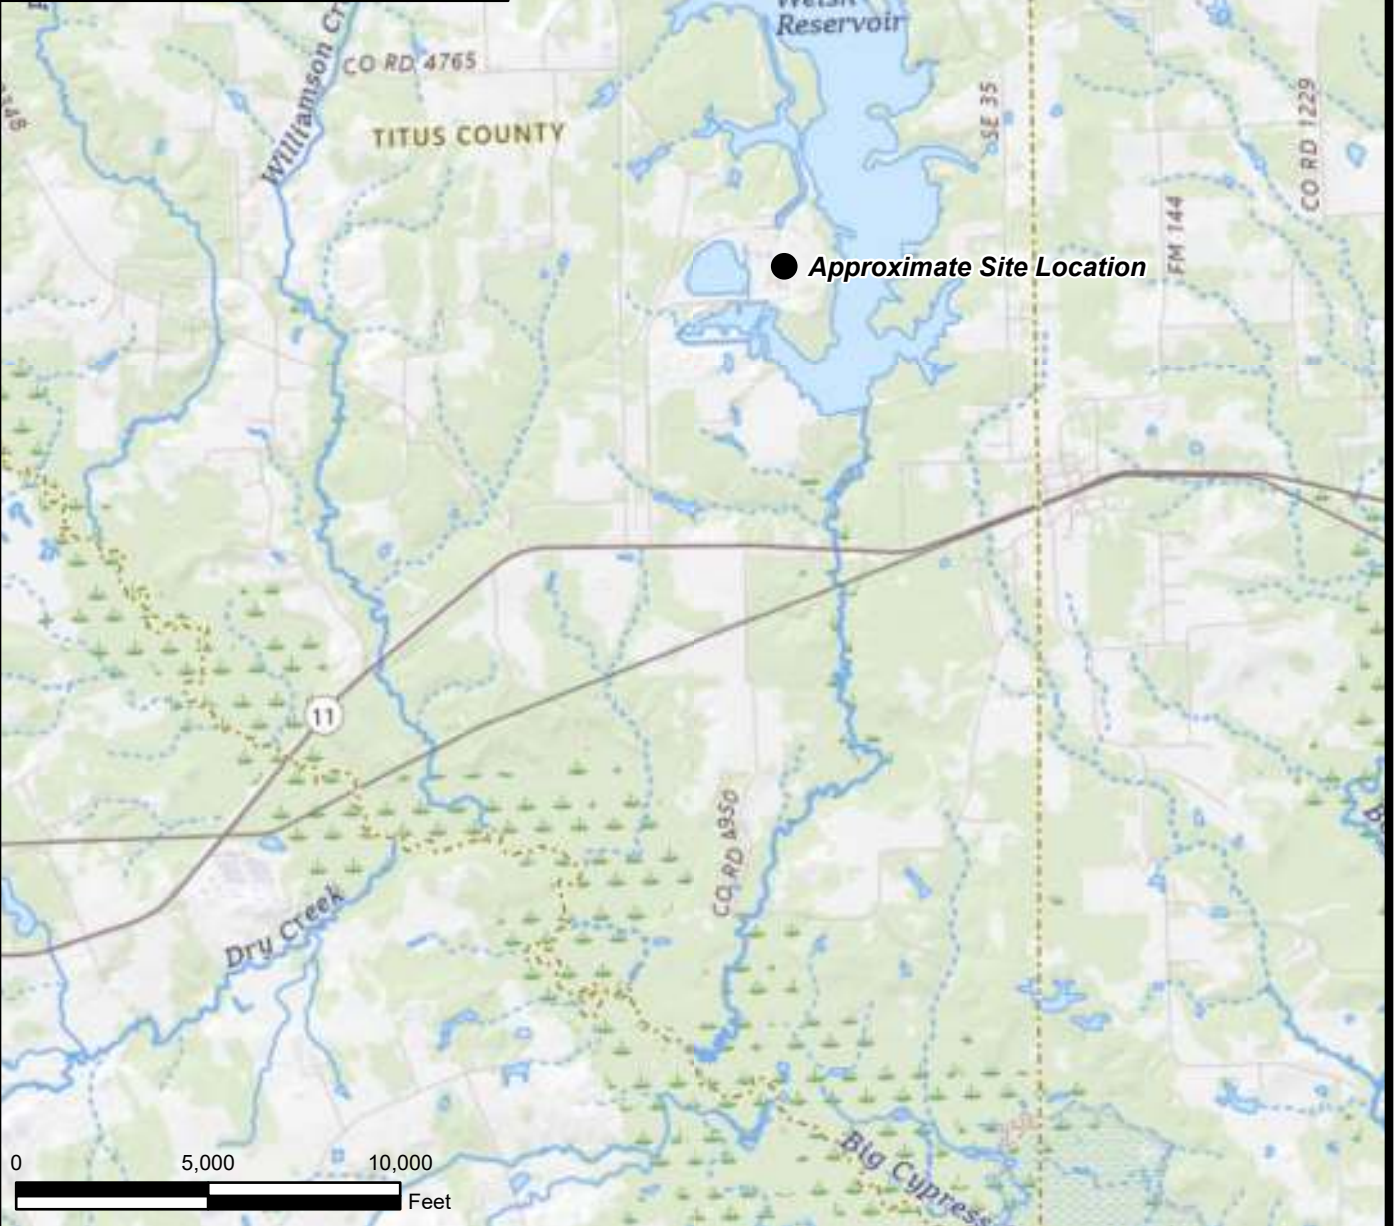 Reservoir
Williamson Cr
CO RD 4765
SE 35
CO RD 1229
TITUS COUNTY
FM 144
Approximate Site Location
11
CO RD 4950
Dry Creek
Big Cypress
0 5,000 10,000
Feet